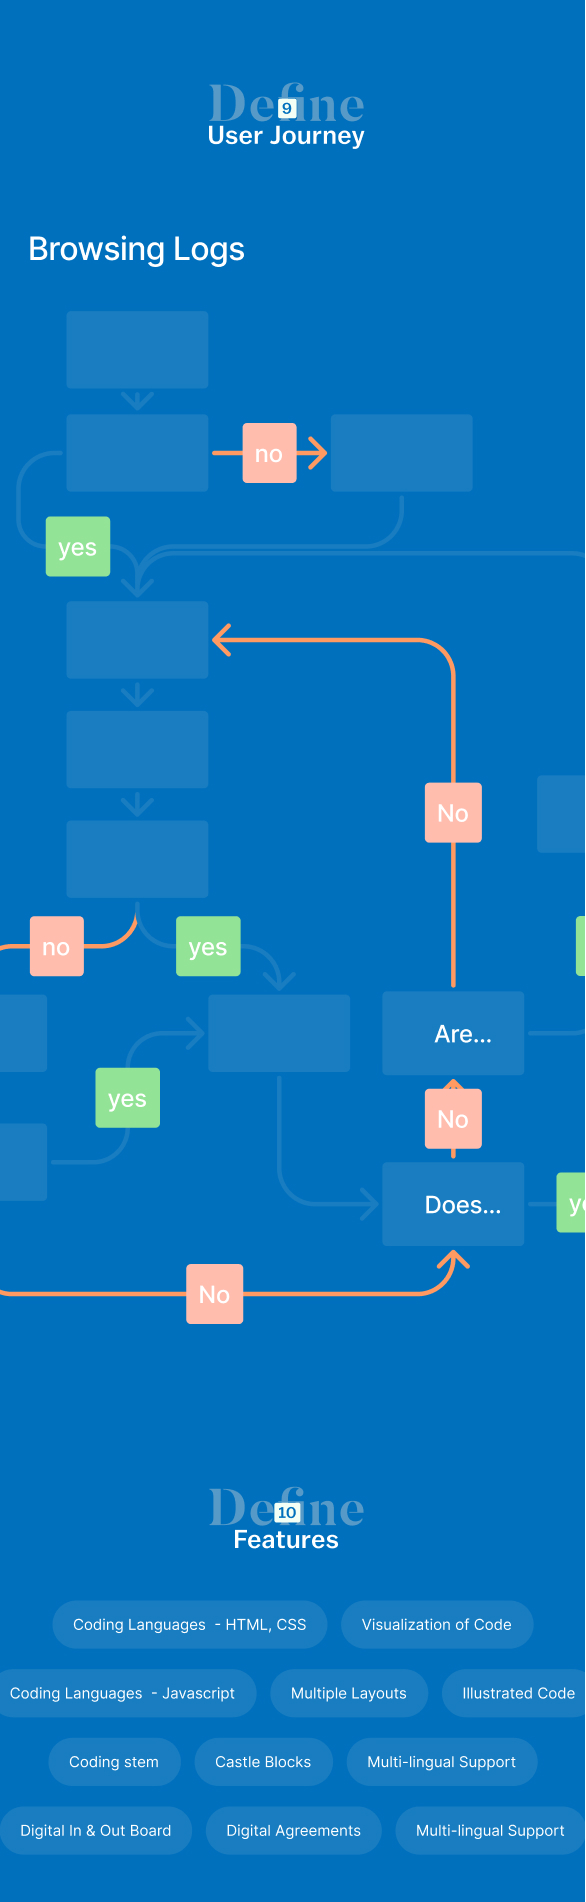 Define
9
User Journey
Browsing Logs
no
yes
No
no
yes
Are...
yes
No
Does...
No
Define
10
Features
Coding Languages  - HTML, CSS
Visualization of Code
Coding Languages  - Javascript
Multiple Layouts
Illustrated Code
Coding stem
Castle Blocks
Multi-lingual Support
Digital In & Out Board
Digital Agreements
Multi-lingual Support